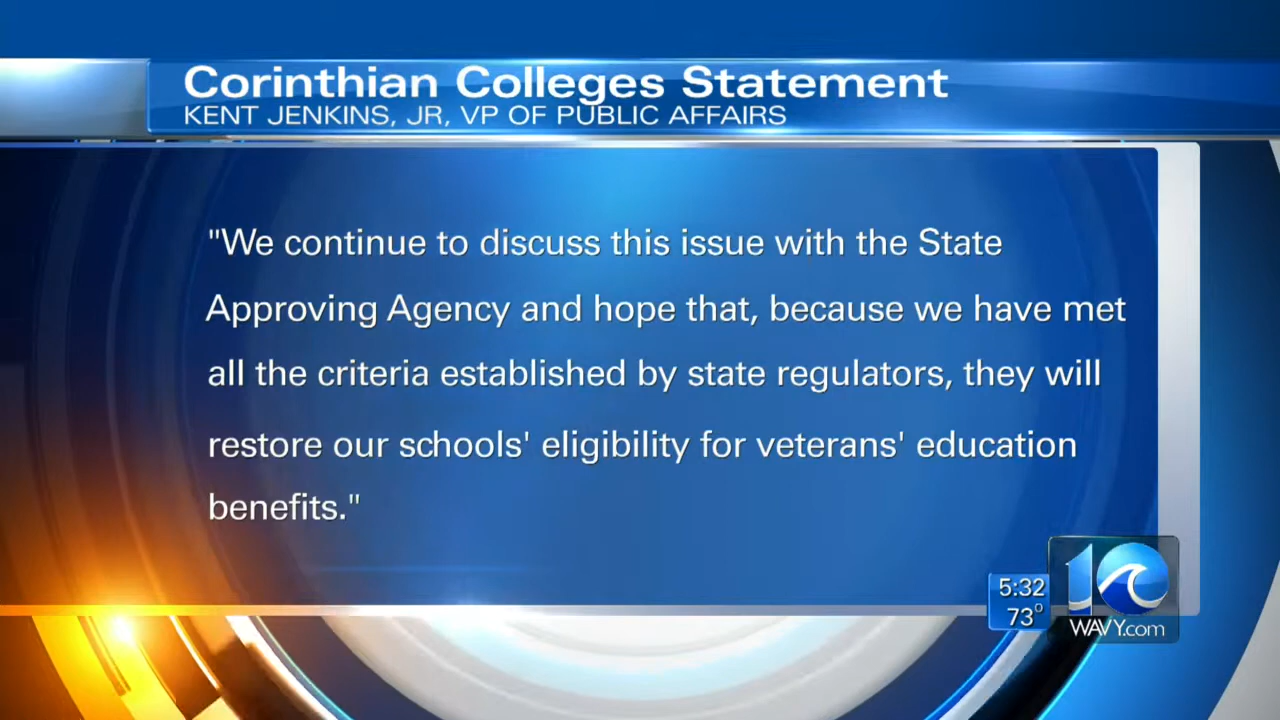 Corinthian Colleges Statement
KENT JENKINS, JR, VP OF PUBLIC AFFAIRS
"We continue to discuss this issue with the State
Approving Agency and hope that, because we have met
all the criteria established by state regulators, they will
restore our schools' eligibility for veterans' education
benefits."
5:32
73°
10
WAVY.com